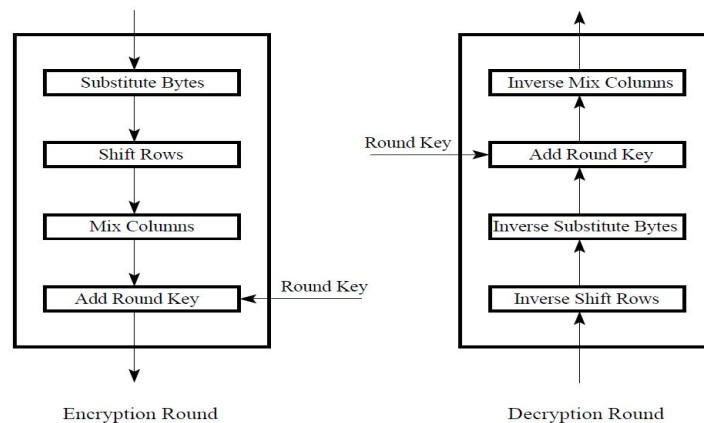 Substitute Bytes
Shift Rows
Mix Columns
Add Round Key
Round Key
Encryption Round
Inverse Mix Columns
Round Key
Add Round Key
Inverse Substitute Bytes
Inverse Shift Rows
Decryption Round